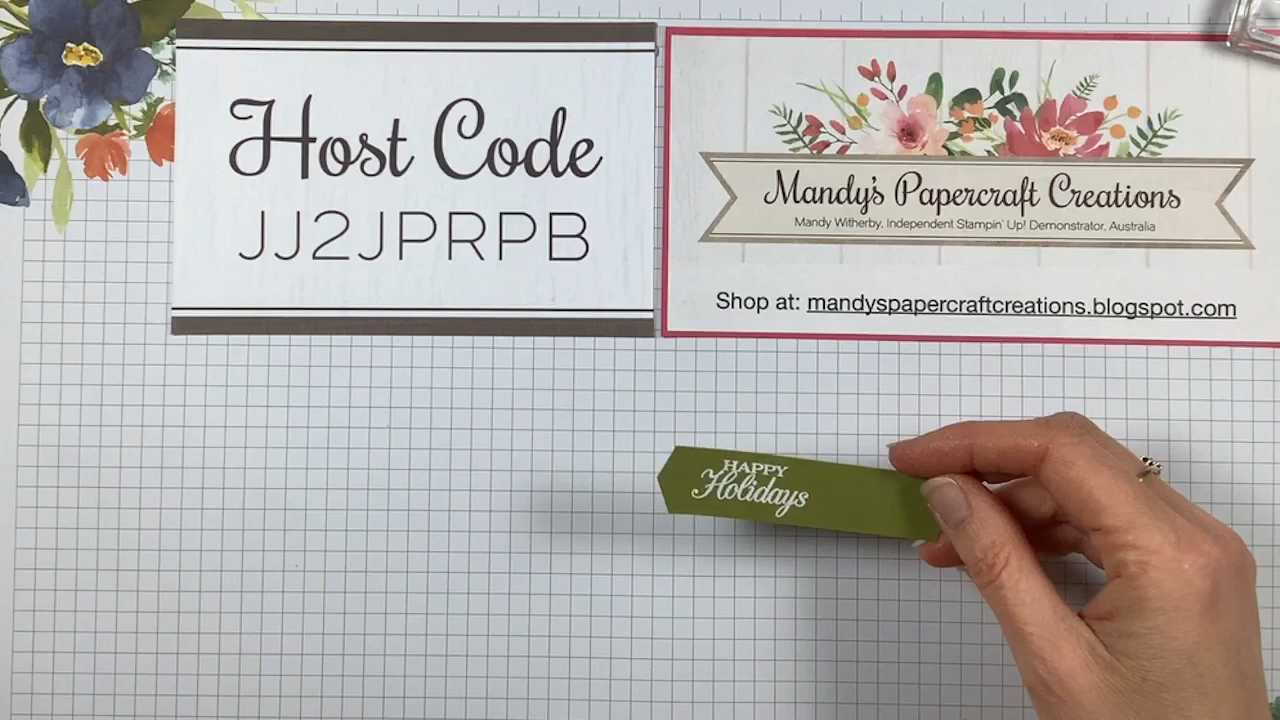 Host Code
JJ2JPRPB
Mandy's Papercraft Creations
Mandy Witherby, Independent Stampin' Up! Demonstrator, Australia
Shop at: mandyspapercraftcreations.blogspot.com
HAPPY
Holidays